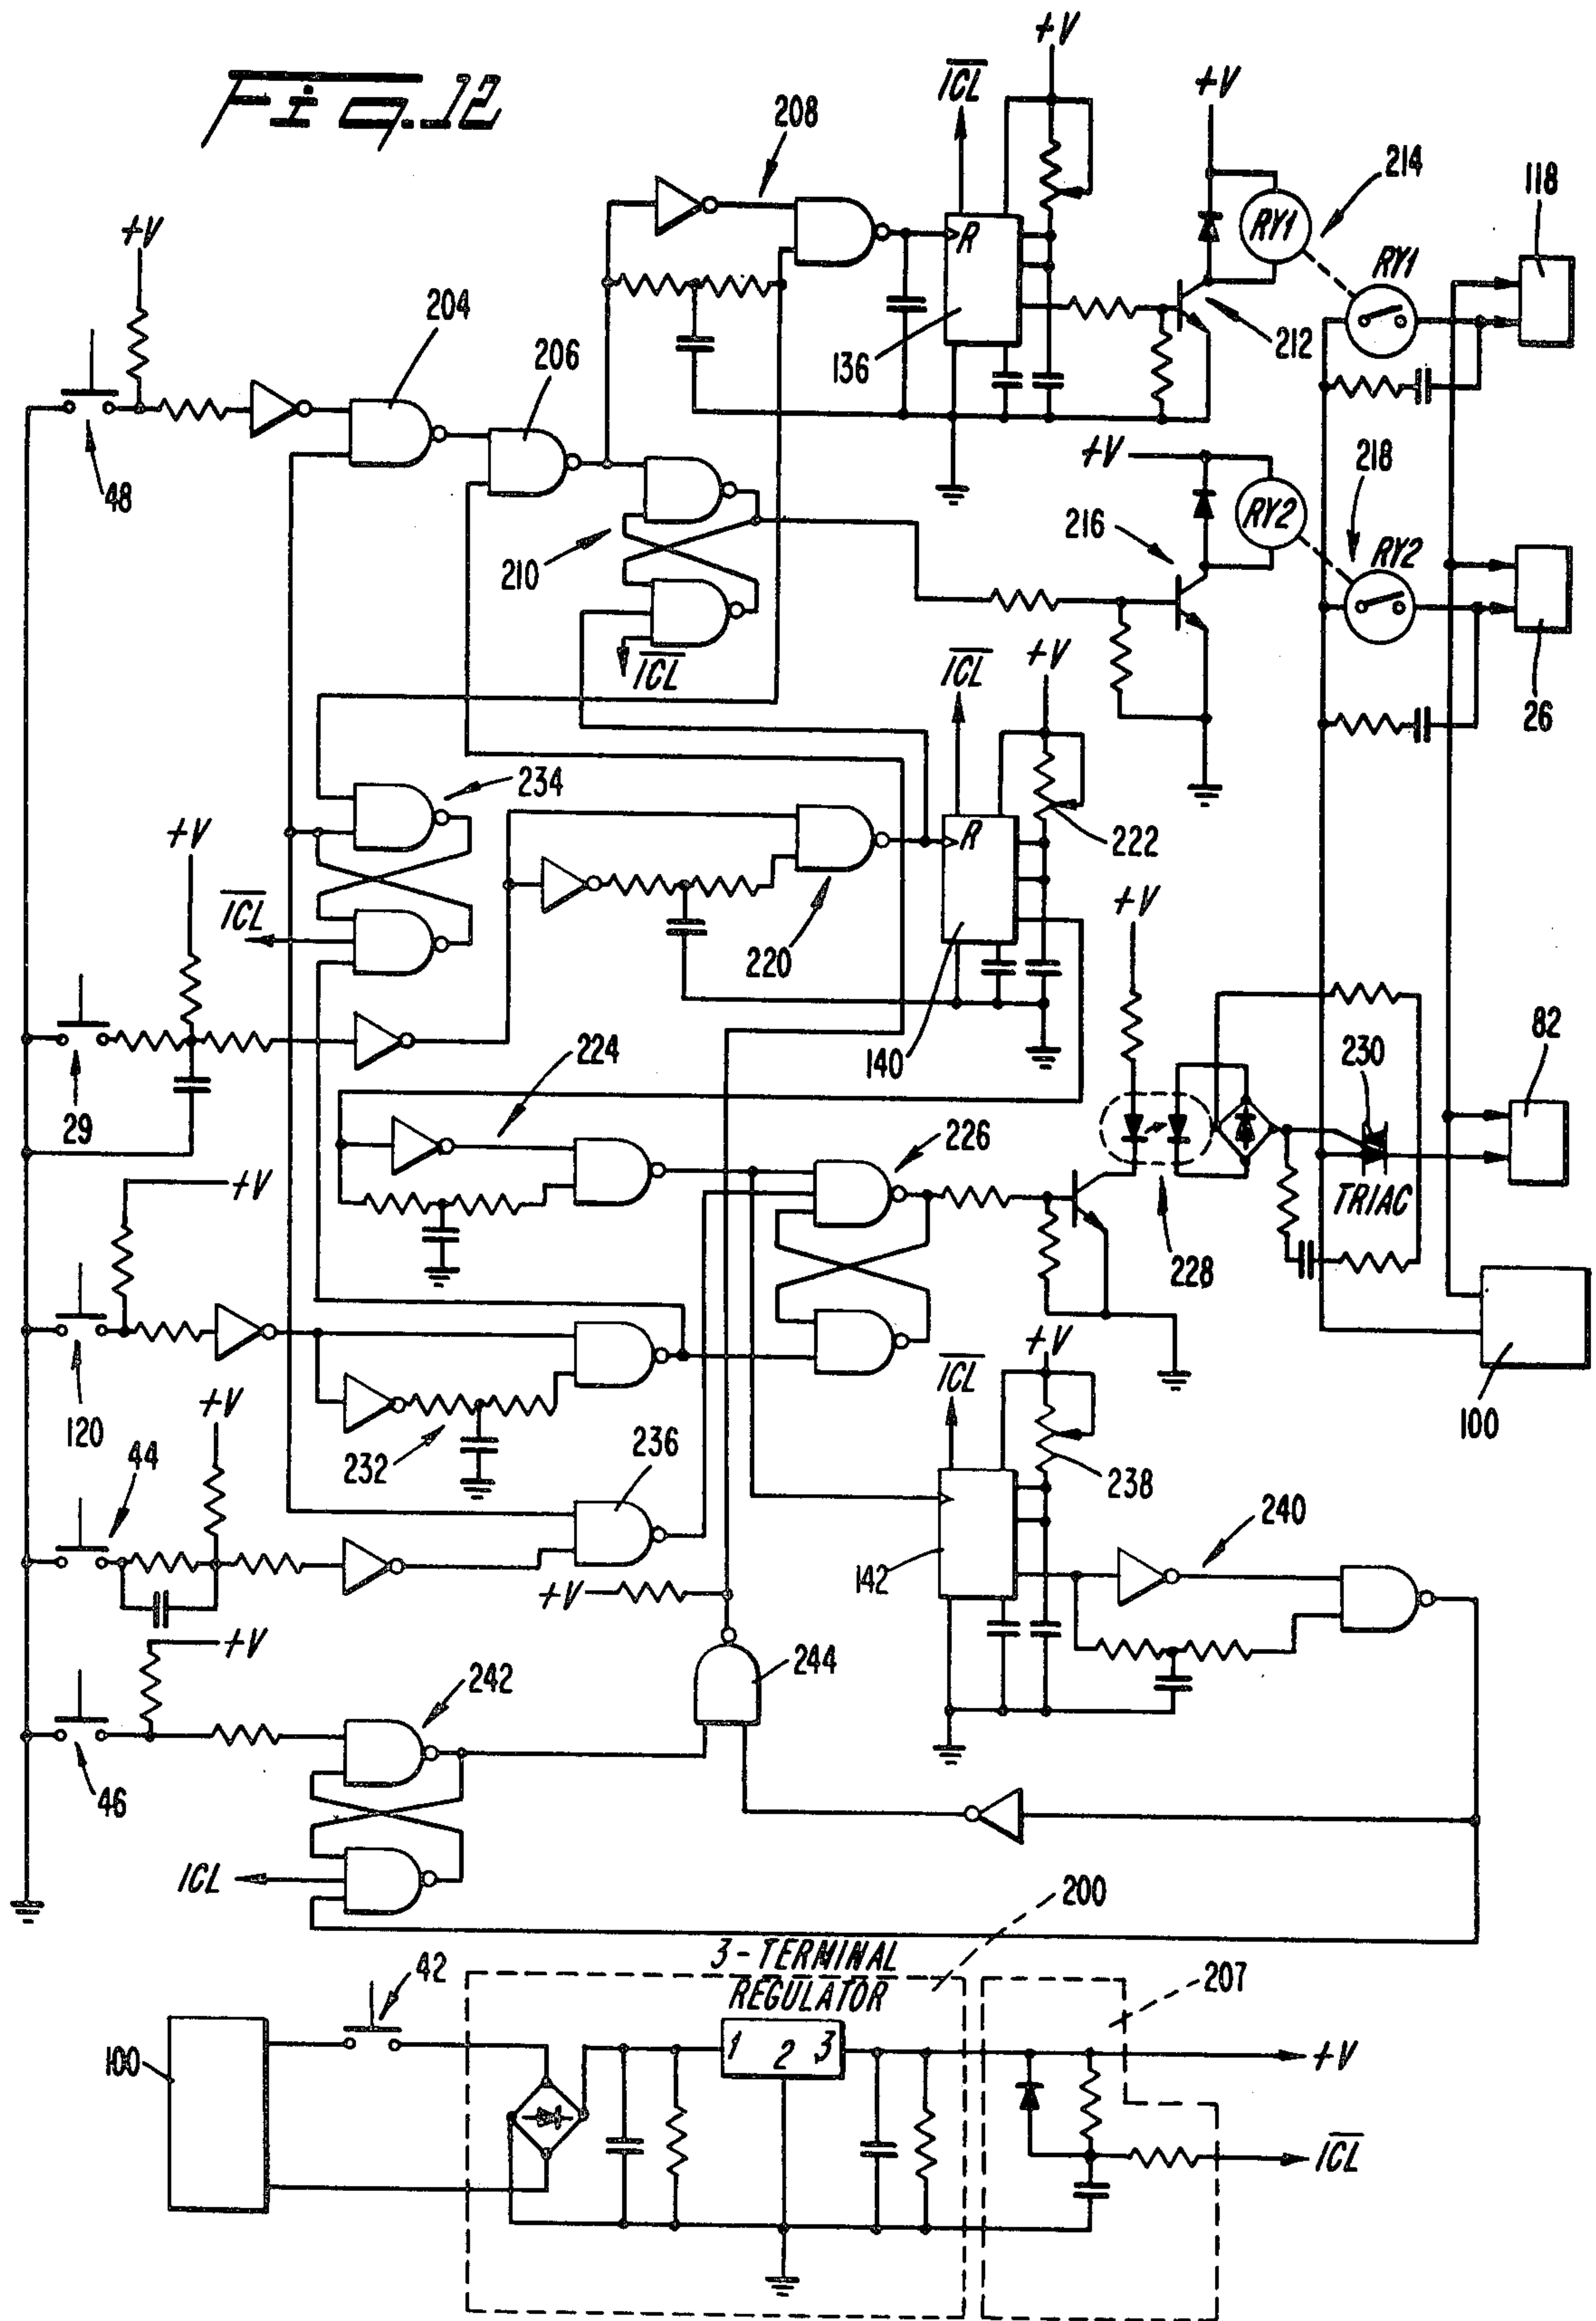 Fig. 12
+V
ICL
+V
208
214
118
+V
RY1
R
RY1
204
206
136
212
48
+V
218
RY2
216
RY2
210
ICL
ICL
+V
26
234
+V
222
R
ICL
+V
220
230
82
29
224
140
226
+V
TRIAC
228
120
+V
ICL
+V
100
44
232
236
238
240
+V
142
+V
242
244
46
ICL
200
3-TERMINAL
REGULATOR
42
207
100
1 2 3
+V
ICL